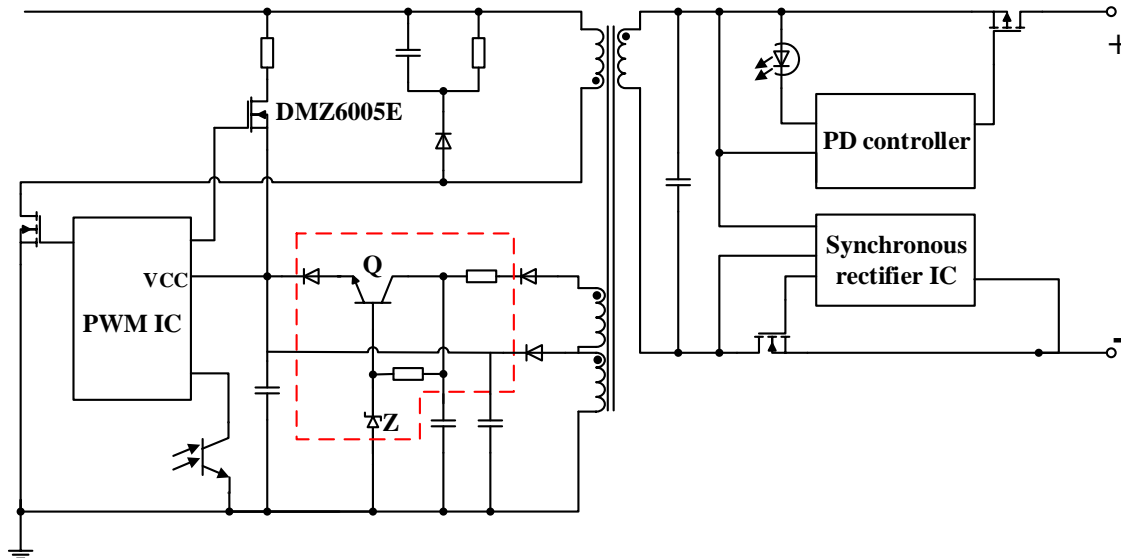 DMZ6005E
+
PD controller
Q
VCC
PWM IC
Synchronous
rectifier IC
-
Z